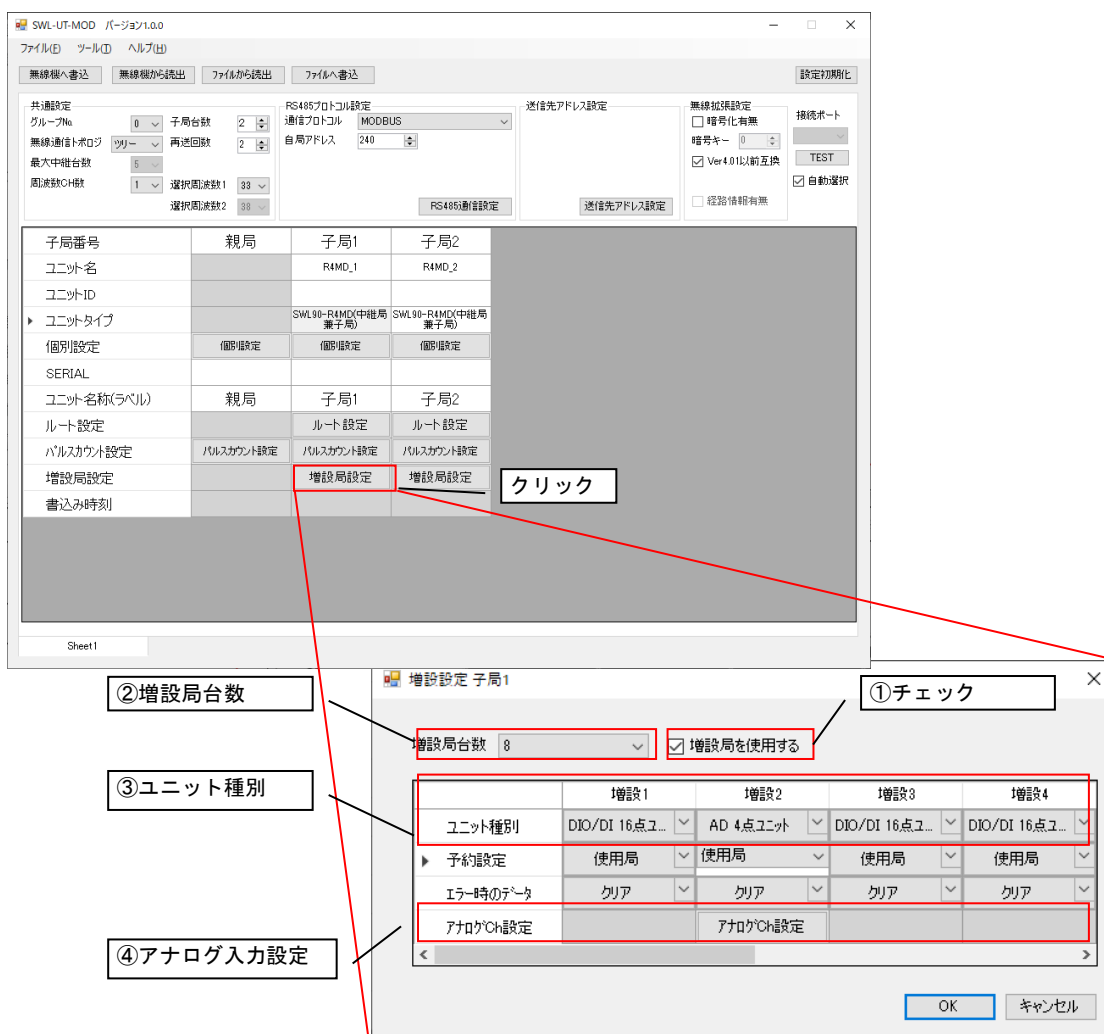 SWL-UT-MOD バージョン1.0.0
ファイル(F) ツール(T) ヘルプ(H)
無線機へ書込 無線機から読出 ファイルから読出 ファイルへ書込 設定初期化
共通設定 RS485プロトコル設定 送信先アドレス設定 無線拡張設定
グループNo. 0 子局台数 2 通信プロトコル MODBUS 暗号化有無 接続ポート
無線通信トポロジ ツリー 再送回数 2 自局アドレス 240 暗号キー 0
最大中継台数 5 Ver4.01以前互換 TEST
周波数CH数 1 選択周波数1 33 自動選択
選択周波数2 38 RS485通信設定 送信先アドレス設定 経路情報有無
子局番号 親局 子局1 子局2
ユニット名 R4MD_1 R4MD_2
ユニットID
ユニットタイプ SWL90-R4MD(中継局兼子局) SWL90-R4MD(中継局兼子局)
個別設定 個別設定 個別設定 個別設定
SERIAL
ユニット名称(ラベル) 親局 子局1 子局2
ルート設定 ルート設定 ルート設定
パルスカウント設定 パルスカウント設定 パルスカウント設定 パルスカウント設定
増設局設定 増設局設定 増設局設定 クリック
書込み時刻
Sheet1
増設設定 子局1
②増設局台数 ①チェック
増設局台数 8 増設局を使用する
③ユニット種別
増設1 増設2 増設3 増設4
ユニット種別 DIO/DI 16点ユ... AD 4点ユニット DIO/DI 16点ユ... DIO/DI 16点ユ...
予約設定 使用局 使用局 使用局 使用局
エラー時のデータ クリア クリア クリア クリア
アナログCh設定 アナログCh設定
④アナログ入力設定
OK キャンセル